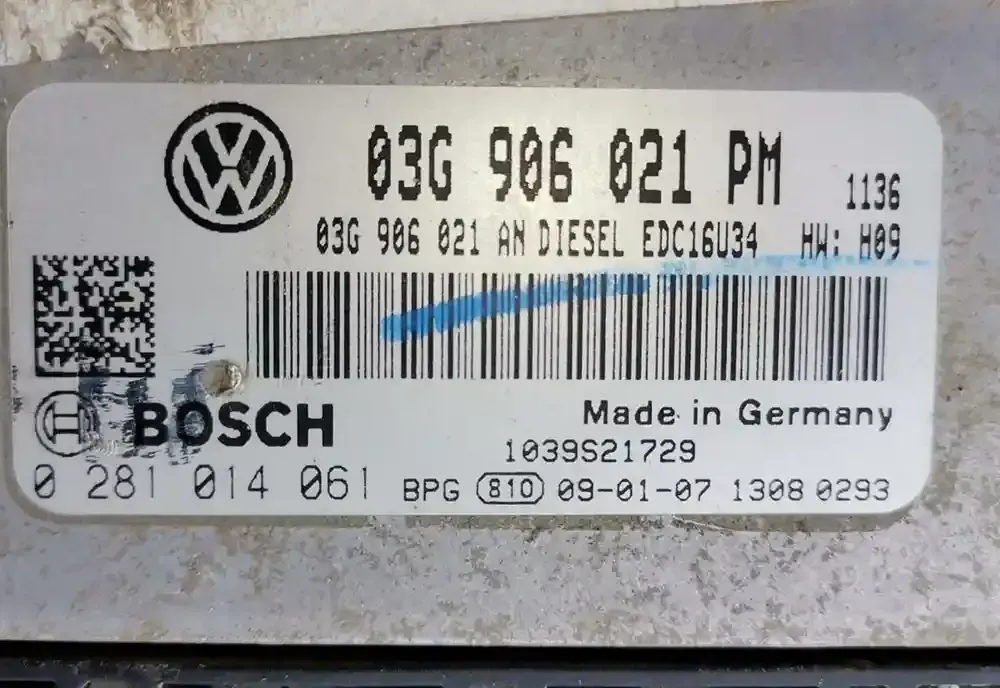 03G 906 021 PM 1136
03G 906 021 AN DIESEL EDC16U34 HW: H09
BOSCH
Made in Germany
1039S21729
0 281 014 061 BPG 810 09-01-07 1308 0293